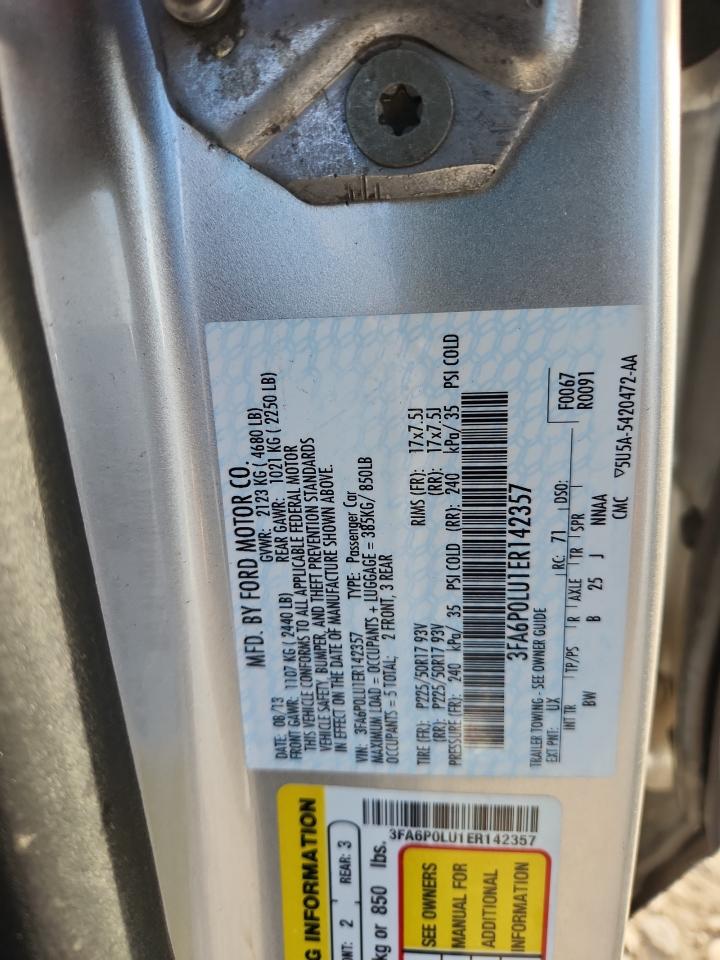 MFD. BY FORD MOTOR CO.
DATE: 08/13 GVWR: 2123 KG ( 4680 LB)
FRONT GAWR: 1107 KG (2440 LB) REAR GAWR: 1021 KG ( 2250 LB)
THIS VEHICLE CONFORMS TO ALL APPLICABLE FEDERAL MOTOR
VEHICLE SAFETY, BUMPER, AND THEFT PREVENTION STANDARDS
IN EFFECT ON THE DATE OF MANUFACTURE SHOWN ABOVE.
VIN: 3FA6P0LU1ER142357 TYPE: Passenger Car
MAXIMUM LOAD = OCCUPANTS + LUGGAGE = 385KG/ 850LB
OCCUPANTS = 5 TOTAL: 2 FRONT, 3 REAR
TIRE (FR): P225/50R17 93V RIMS (FR): 17x7.5J
(RR): P225/50R17 93V (RR): 17x7.5J
PRESSURE (FR): 240 kPa/ 35 PSI COLD (RR): 240 kPa/ 35 PSI COLD
3FA6P0LU1ER142357
TRAILER TOWING - SEE OWNER GUIDE
F0067
R0091
EXT PNT: UX RC: 71 DSO:
INT TR TP/PS R AXLE TR SPR
BW B 25 J NNAA
CMC ▽5U5A-5420472-AA
G INFORMATION
NT: 2 REAR: 3
kg or 850 lbs.
3FA6P0LU1ER142357
SEE OWNERS
MANUAL FOR
ADDITIONAL
INFORMATION